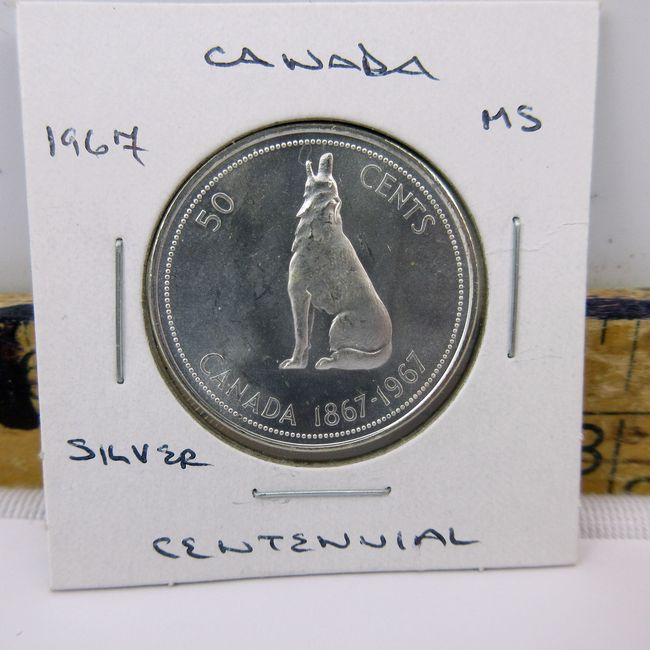 CANADA
1967
MS
50 CENTS
CANADA 1867-1967
SILVER
CENTENNIAL